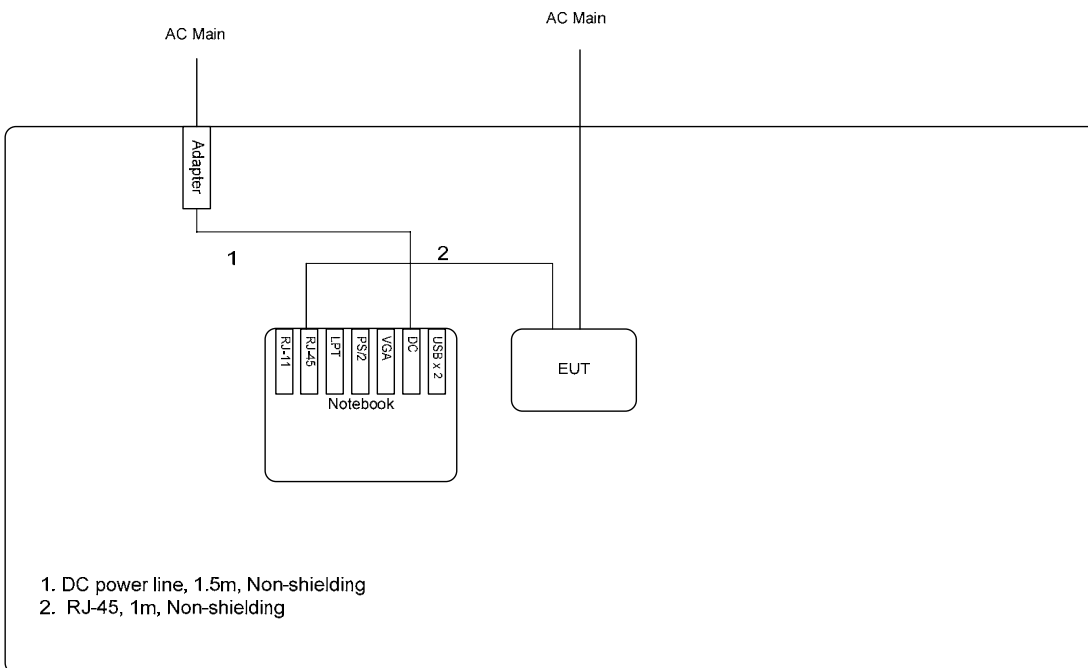 AC Main
AC Main
Adapter
1
2
RJ-11
RJ-45
LPT
PS/2
VGA
DC
USB x 2
Notebook
EUT
1. DC power line, 1.5m, Non-shielding
2. RJ-45, 1m, Non-shielding